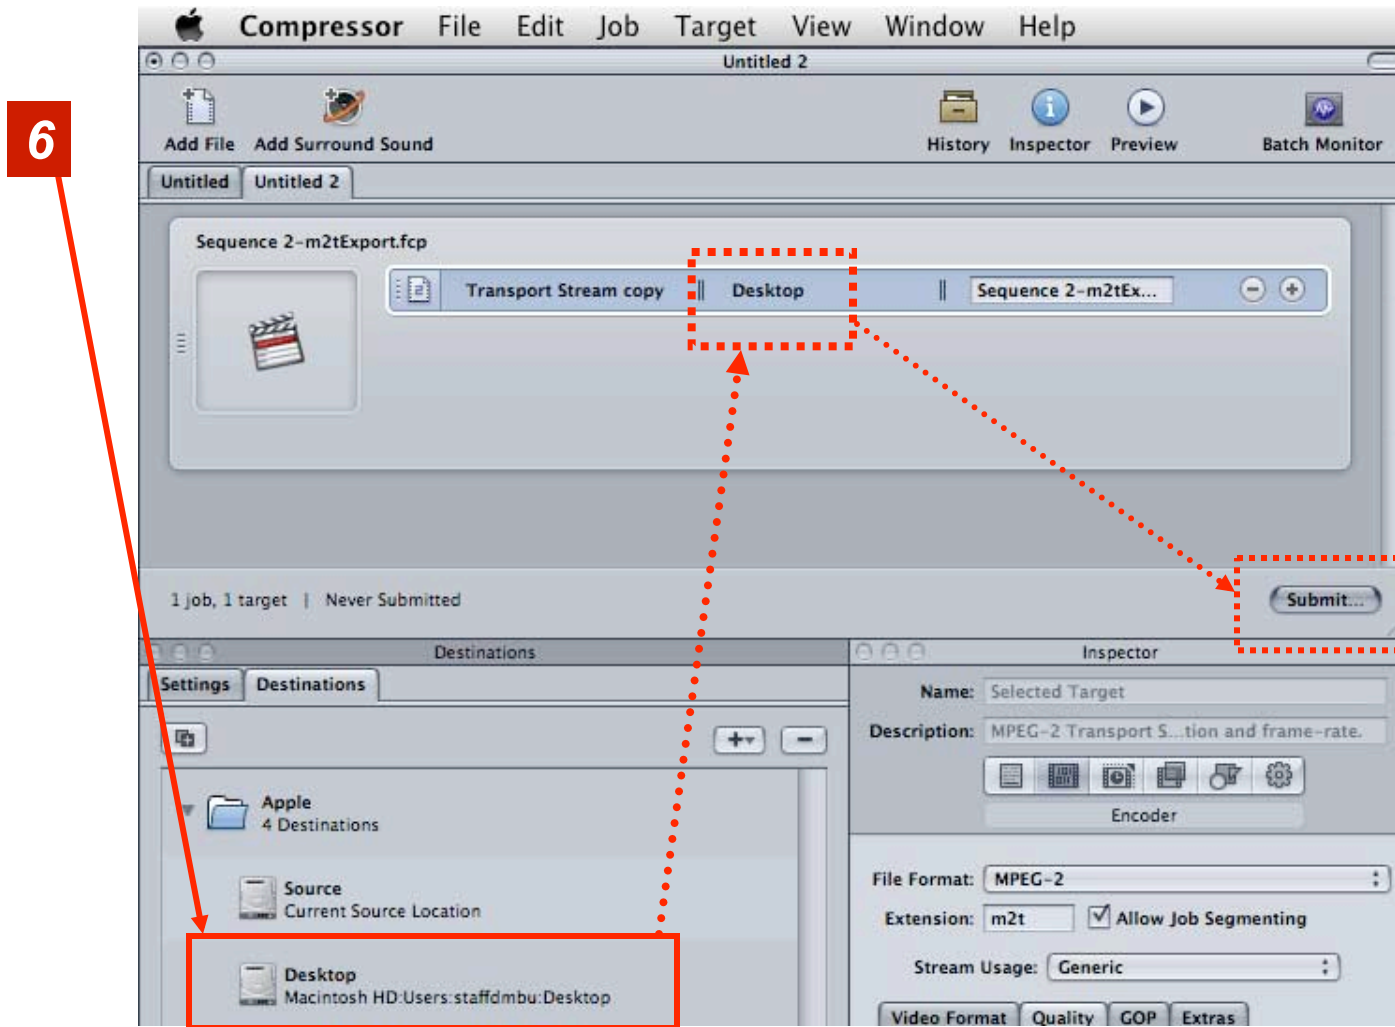 Compressor File Edit Job Target View Window Help
Untitled 2
6
Add File Add Surround Sound History Inspector Preview Batch Monitor
Untitled Untitled 2
Sequence 2-m2tExport.fcp
Transport Stream copy Desktop Sequence 2-m2tEx...
1 job, 1 target | Never Submitted Submit...
Destinations
Settings Destinations
Apple
4 Destinations
Source
Current Source Location
Desktop
Macintosh HD:Users:staffdmbu:Desktop
Inspector
Name: Selected Target
Description: MPEG-2 Transport S...tion and frame-rate.
Encoder
File Format: MPEG-2
Extension: m2t Allow Job Segmenting
Stream Usage: Generic
Video Format Quality GOP Extras